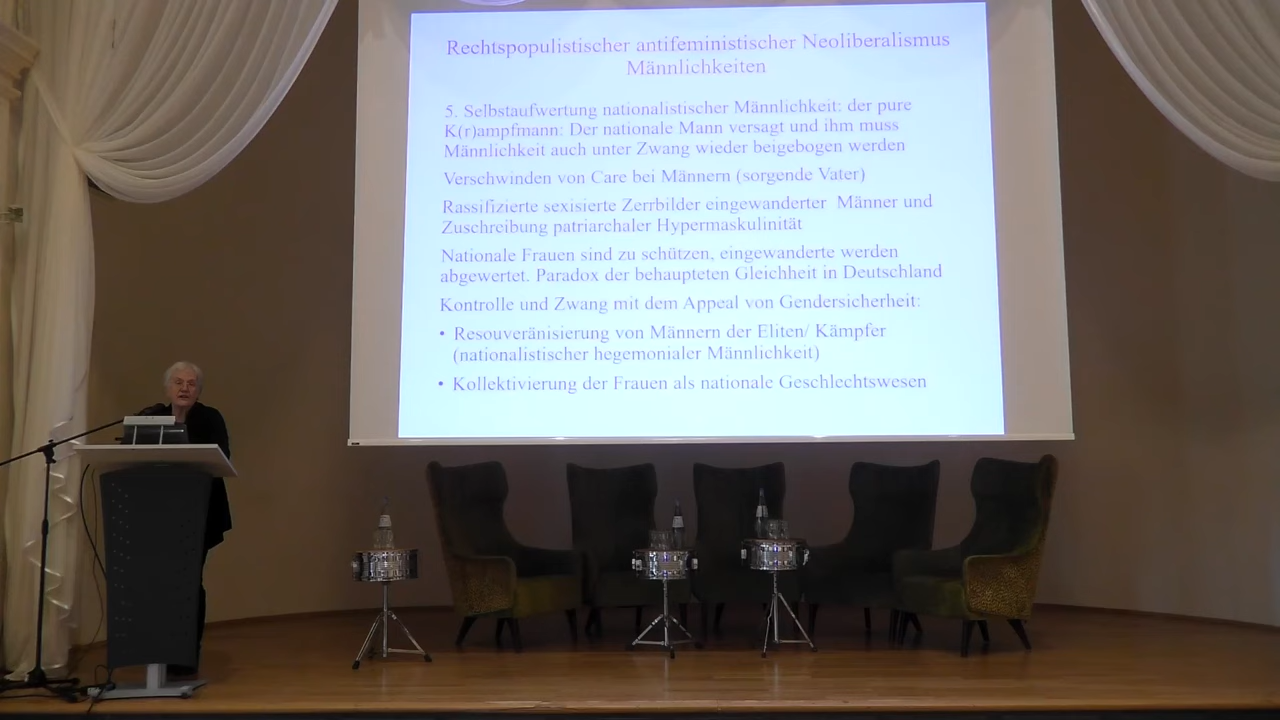 Rechtspopulistischer antifeministischer Neoliberalismus
Männlichkeiten
5. Selbstaufwertung nationalistischer Männlichkeit: der pure
K(r)ampfmann: Der nationale Mann versagt und ihm muss
Männlichkeit auch unter Zwang wieder beigebogen werden
Verschwinden von Care bei Männern (sorgende Vater)
Rassifizierte sexisierte Zerrbilder eingewanderter Männer und
Zuschreibung patriarchaler Hypermaskulinität
Nationale Frauen sind zu schützen, eingewanderte werden
abgewertet. Paradox der behaupteten Gleichheit in Deutschland
Kontrolle und Zwang mit dem Appeal von Gendersicherheit:
• Resouveränisierung von Männern der Eliten/ Kämpfer
(nationalistischer hegemonialer Männlichkeit)
• Kollektivierung der Frauen als nationale Geschlechtswesen